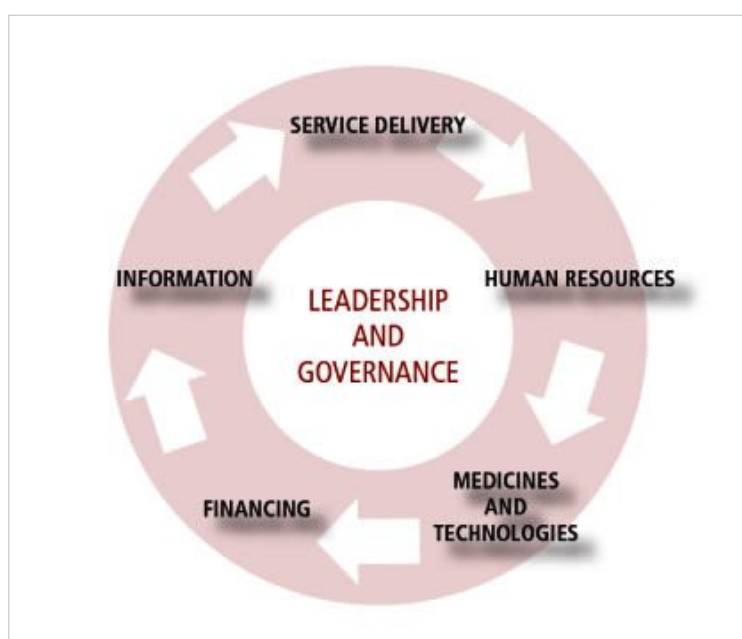 SERVICE DELIVERY
INFORMATION
HUMAN RESOURCES
LEADERSHIP
AND
GOVERNANCE
MEDICINES
AND
TECHNOLOGIES
FINANCING